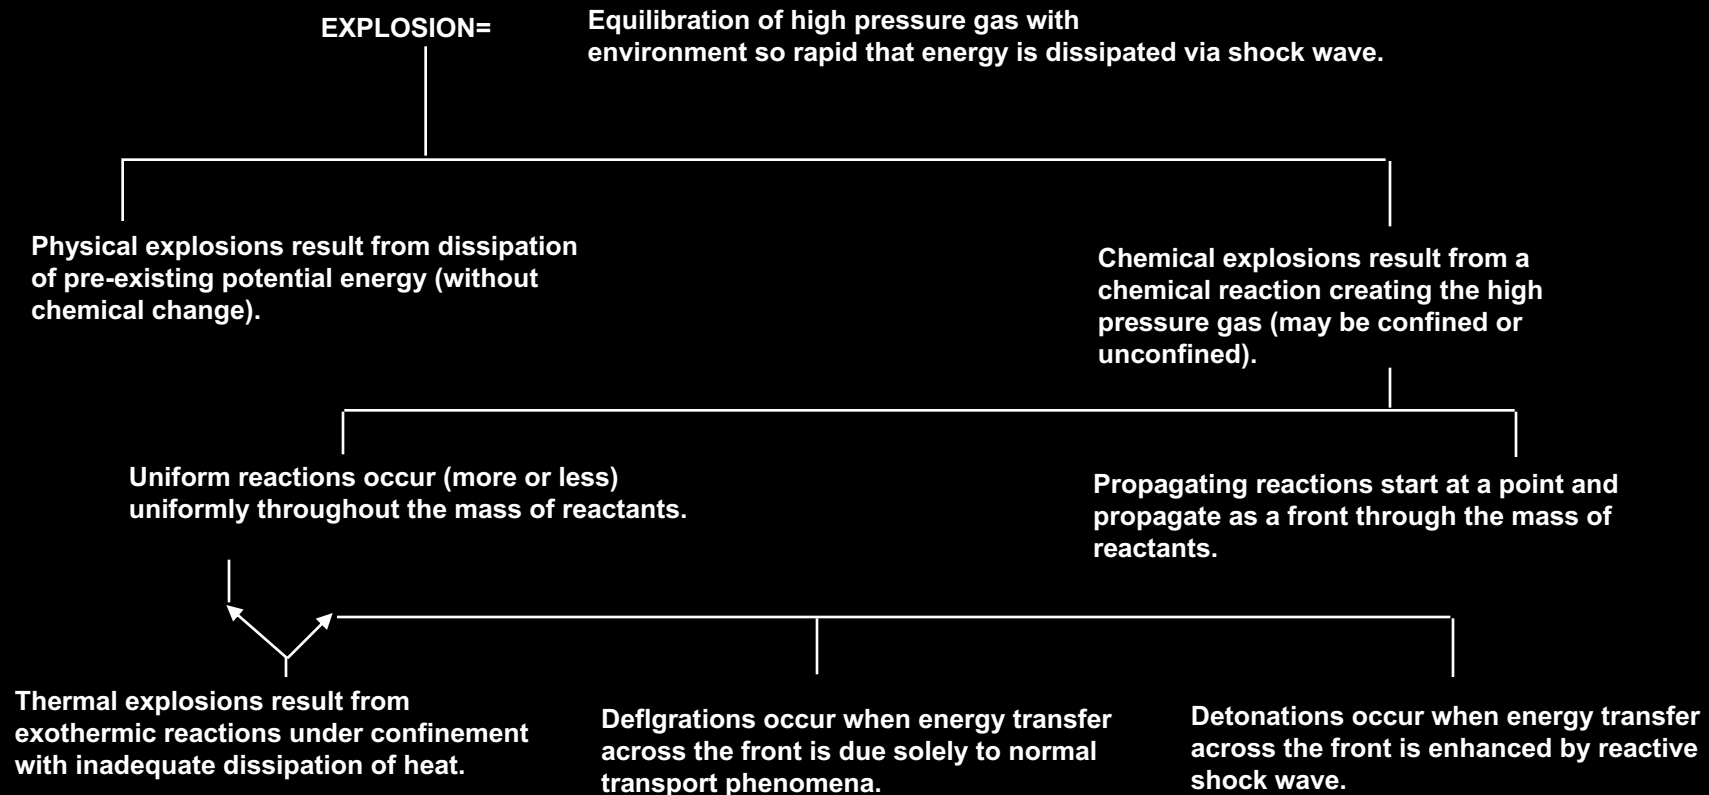 EXPLOSION=
Equilibration of high pressure gas with
environment so rapid that energy is dissipated via shock wave.
Physical explosions result from dissipation
of pre-existing potential energy (without
chemical change).
Chemical explosions result from a
chemical reaction creating the high
pressure gas (may be confined or
unconfined).
Uniform reactions occur (more or less)
uniformly throughout the mass of reactants.
Propagating reactions start at a point and
propagate as a front through the mass of
reactants.
Thermal explosions result from
exothermic reactions under confinement
with inadequate dissipation of heat.
Deflgrations occur when energy transfer
across the front is due solely to normal
transport phenomena.
Detonations occur when energy transfer
across the front is enhanced by reactive
shock wave.